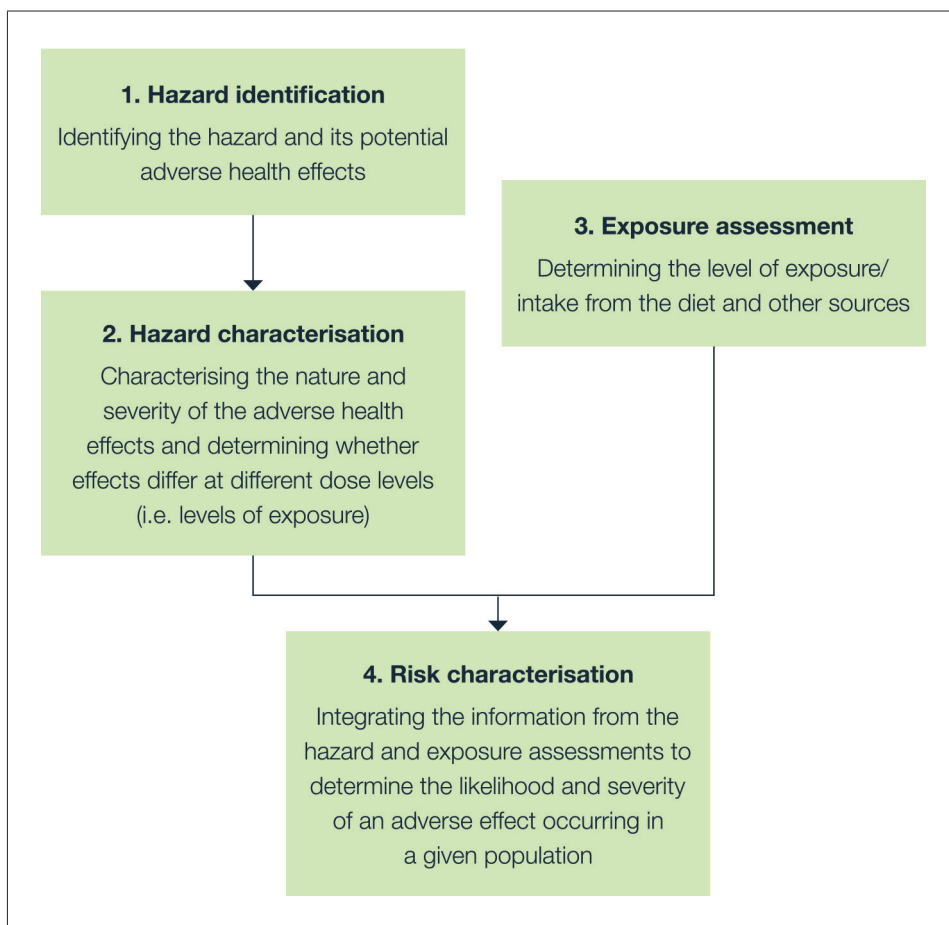 1. Hazard identification
Identifying the hazard and its potential
adverse health effects
2. Hazard characterisation
Characterising the nature and
severity of the adverse health
effects and determining whether
effects differ at different dose levels
(i.e. levels of exposure)
3. Exposure assessment
Determining the level of exposure/
intake from the diet and other sources
4. Risk characterisation
Integrating the information from the
hazard and exposure assessments to
determine the likelihood and severity
of an adverse effect occurring in
a given population